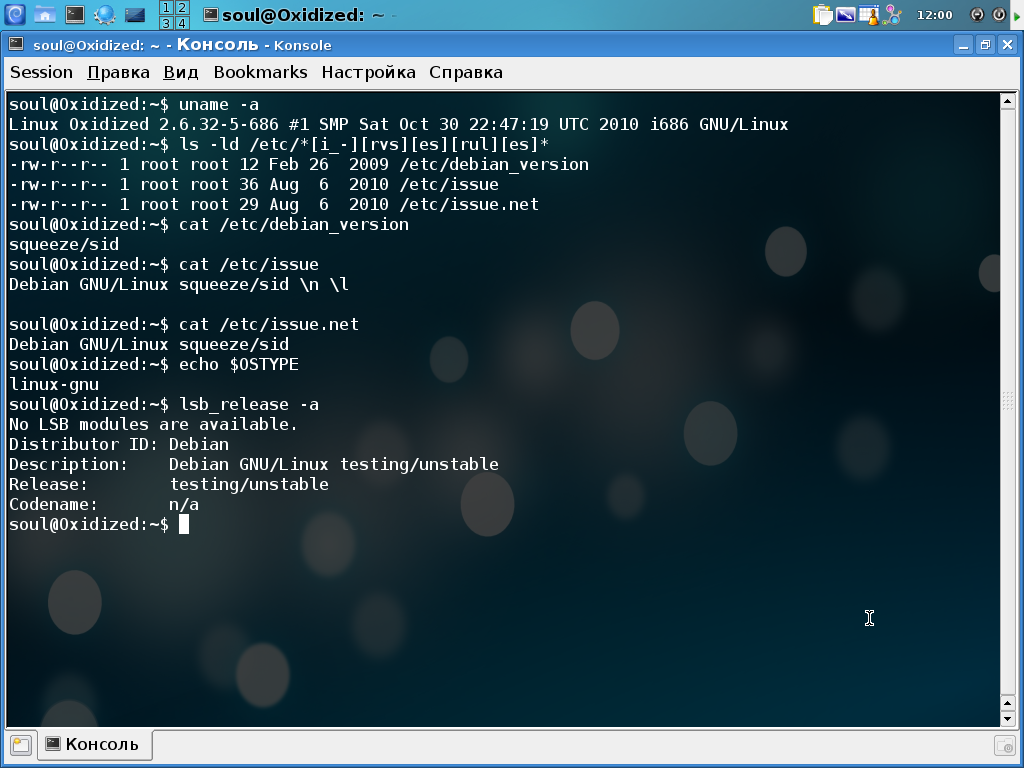 1 2
3 4
soul@Oxidized: ~
12:00
soul@Oxidized: ~ - Консоль - Konsole
Session Правка Вид Bookmarks Настройка Справка
soul@Oxidized:~$ uname -a
Linux Oxidized 2.6.32-5-686 #1 SMP Sat Oct 30 22:47:19 UTC 2010 i686 GNU/Linux
soul@Oxidized:~$ ls -ld /etc/*[i_-][rvs][es][rul][es]*
-rw-r--r-- 1 root root 12 Feb 26  2009 /etc/debian_version
-rw-r--r-- 1 root root 36 Aug  6  2010 /etc/issue
-rw-r--r-- 1 root root 29 Aug  6  2010 /etc/issue.net
soul@Oxidized:~$ cat /etc/debian_version
squeeze/sid
soul@Oxidized:~$ cat /etc/issue
Debian GNU/Linux squeeze/sid \n \l
soul@Oxidized:~$ cat /etc/issue.net
Debian GNU/Linux squeeze/sid
soul@Oxidized:~$ echo $OSTYPE
linux-gnu
soul@Oxidized:~$ lsb_release -a
No LSB modules are available.
Distributor ID: Debian
Description:    Debian GNU/Linux testing/unstable
Release:        testing/unstable
Codename:       n/a
soul@Oxidized:~$
Консоль